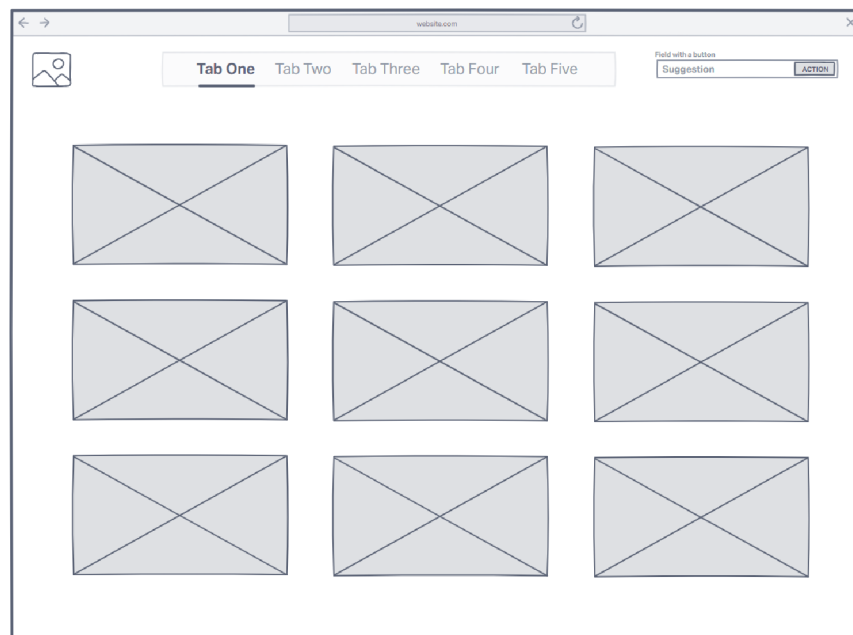 website.com
Tab One Tab Two Tab Three Tab Four Tab Five
Field with a button
Suggestion ACTION